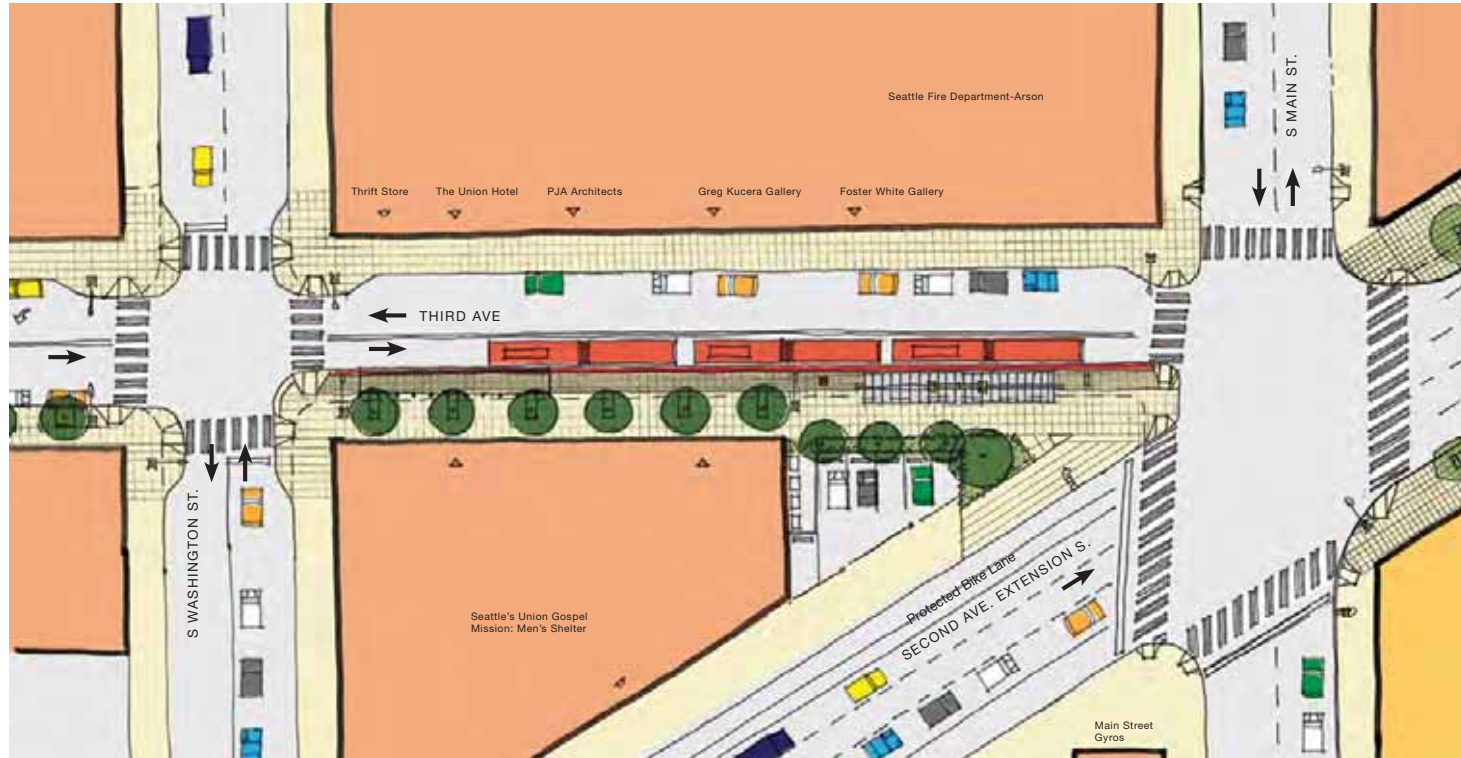 Seattle Fire Department-Arson
S MAIN ST.
Thrift Store
The Union Hotel
PJA Architects
Greg Kucera Gallery
Foster White Gallery
THIRD AVE
S WASHINGTON ST.
Seattle's Union Gospel
Mission: Men's Shelter
Protected Bike Lane
SECOND AVE. EXTENSION S.
Main Street
Gyros